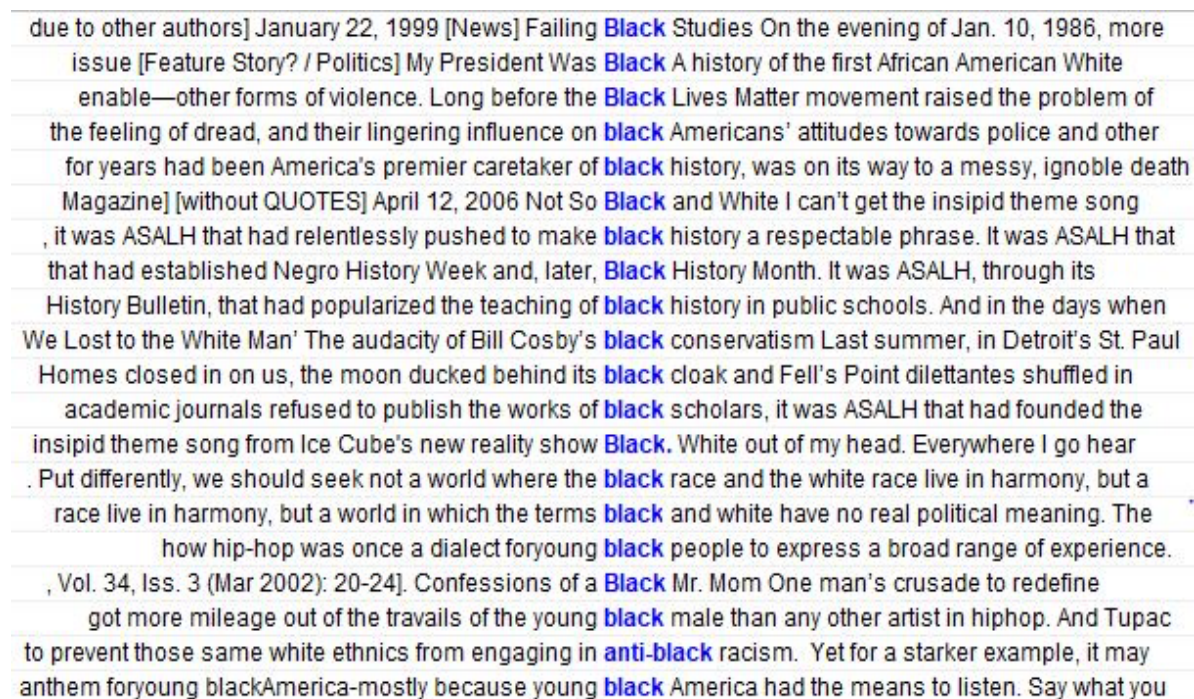 due to other authors] January 22, 1999 [News] Failing Black Studies On the evening of Jan. 10, 1986, more
issue [Feature Story? / Politics] My President Was Black A history of the first African American White
enable—other forms of violence. Long before the Black Lives Matter movement raised the problem of
the feeling of dread, and their lingering influence on black Americans’ attitudes towards police and other
for years had been America's premier caretaker of black history, was on its way to a messy, ignoble death
Magazine] [without QUOTES] April 12, 2006 Not So Black and White I can’t get the insipid theme song
, it was ASALH that had relentlessly pushed to make black history a respectable phrase. It was ASALH that
that had established Negro History Week and, later, Black History Month. It was ASALH, through its
History Bulletin, that had popularized the teaching of black history in public schools. And in the days when
We Lost to the White Man’ The audacity of Bill Cosby’s black conservatism Last summer, in Detroit’s St. Paul
Homes closed in on us, the moon ducked behind its black cloak and Fell’s Point dilettantes shuffled in
academic journals refused to publish the works of black scholars, it was ASALH that had founded the
insipid theme song from Ice Cube's new reality show Black. White out of my head. Everywhere I go hear
. Put differently, we should seek not a world where the black race and the white race live in harmony, but a
race live in harmony, but a world in which the terms black and white have no real political meaning. The
how hip-hop was once a dialect foryoung black people to express a broad range of experience.
, Vol. 34, Iss. 3 (Mar 2002): 20-24]. Confessions of a Black Mr. Mom One man’s crusade to redefine
got more mileage out of the travails of the young black male than any other artist in hiphop. And Tupac
to prevent those same white ethnics from engaging in anti-black racism. Yet for a starker example, it may
anthem foryoung blackAmerica-mostly because young black America had the means to listen. Say what you